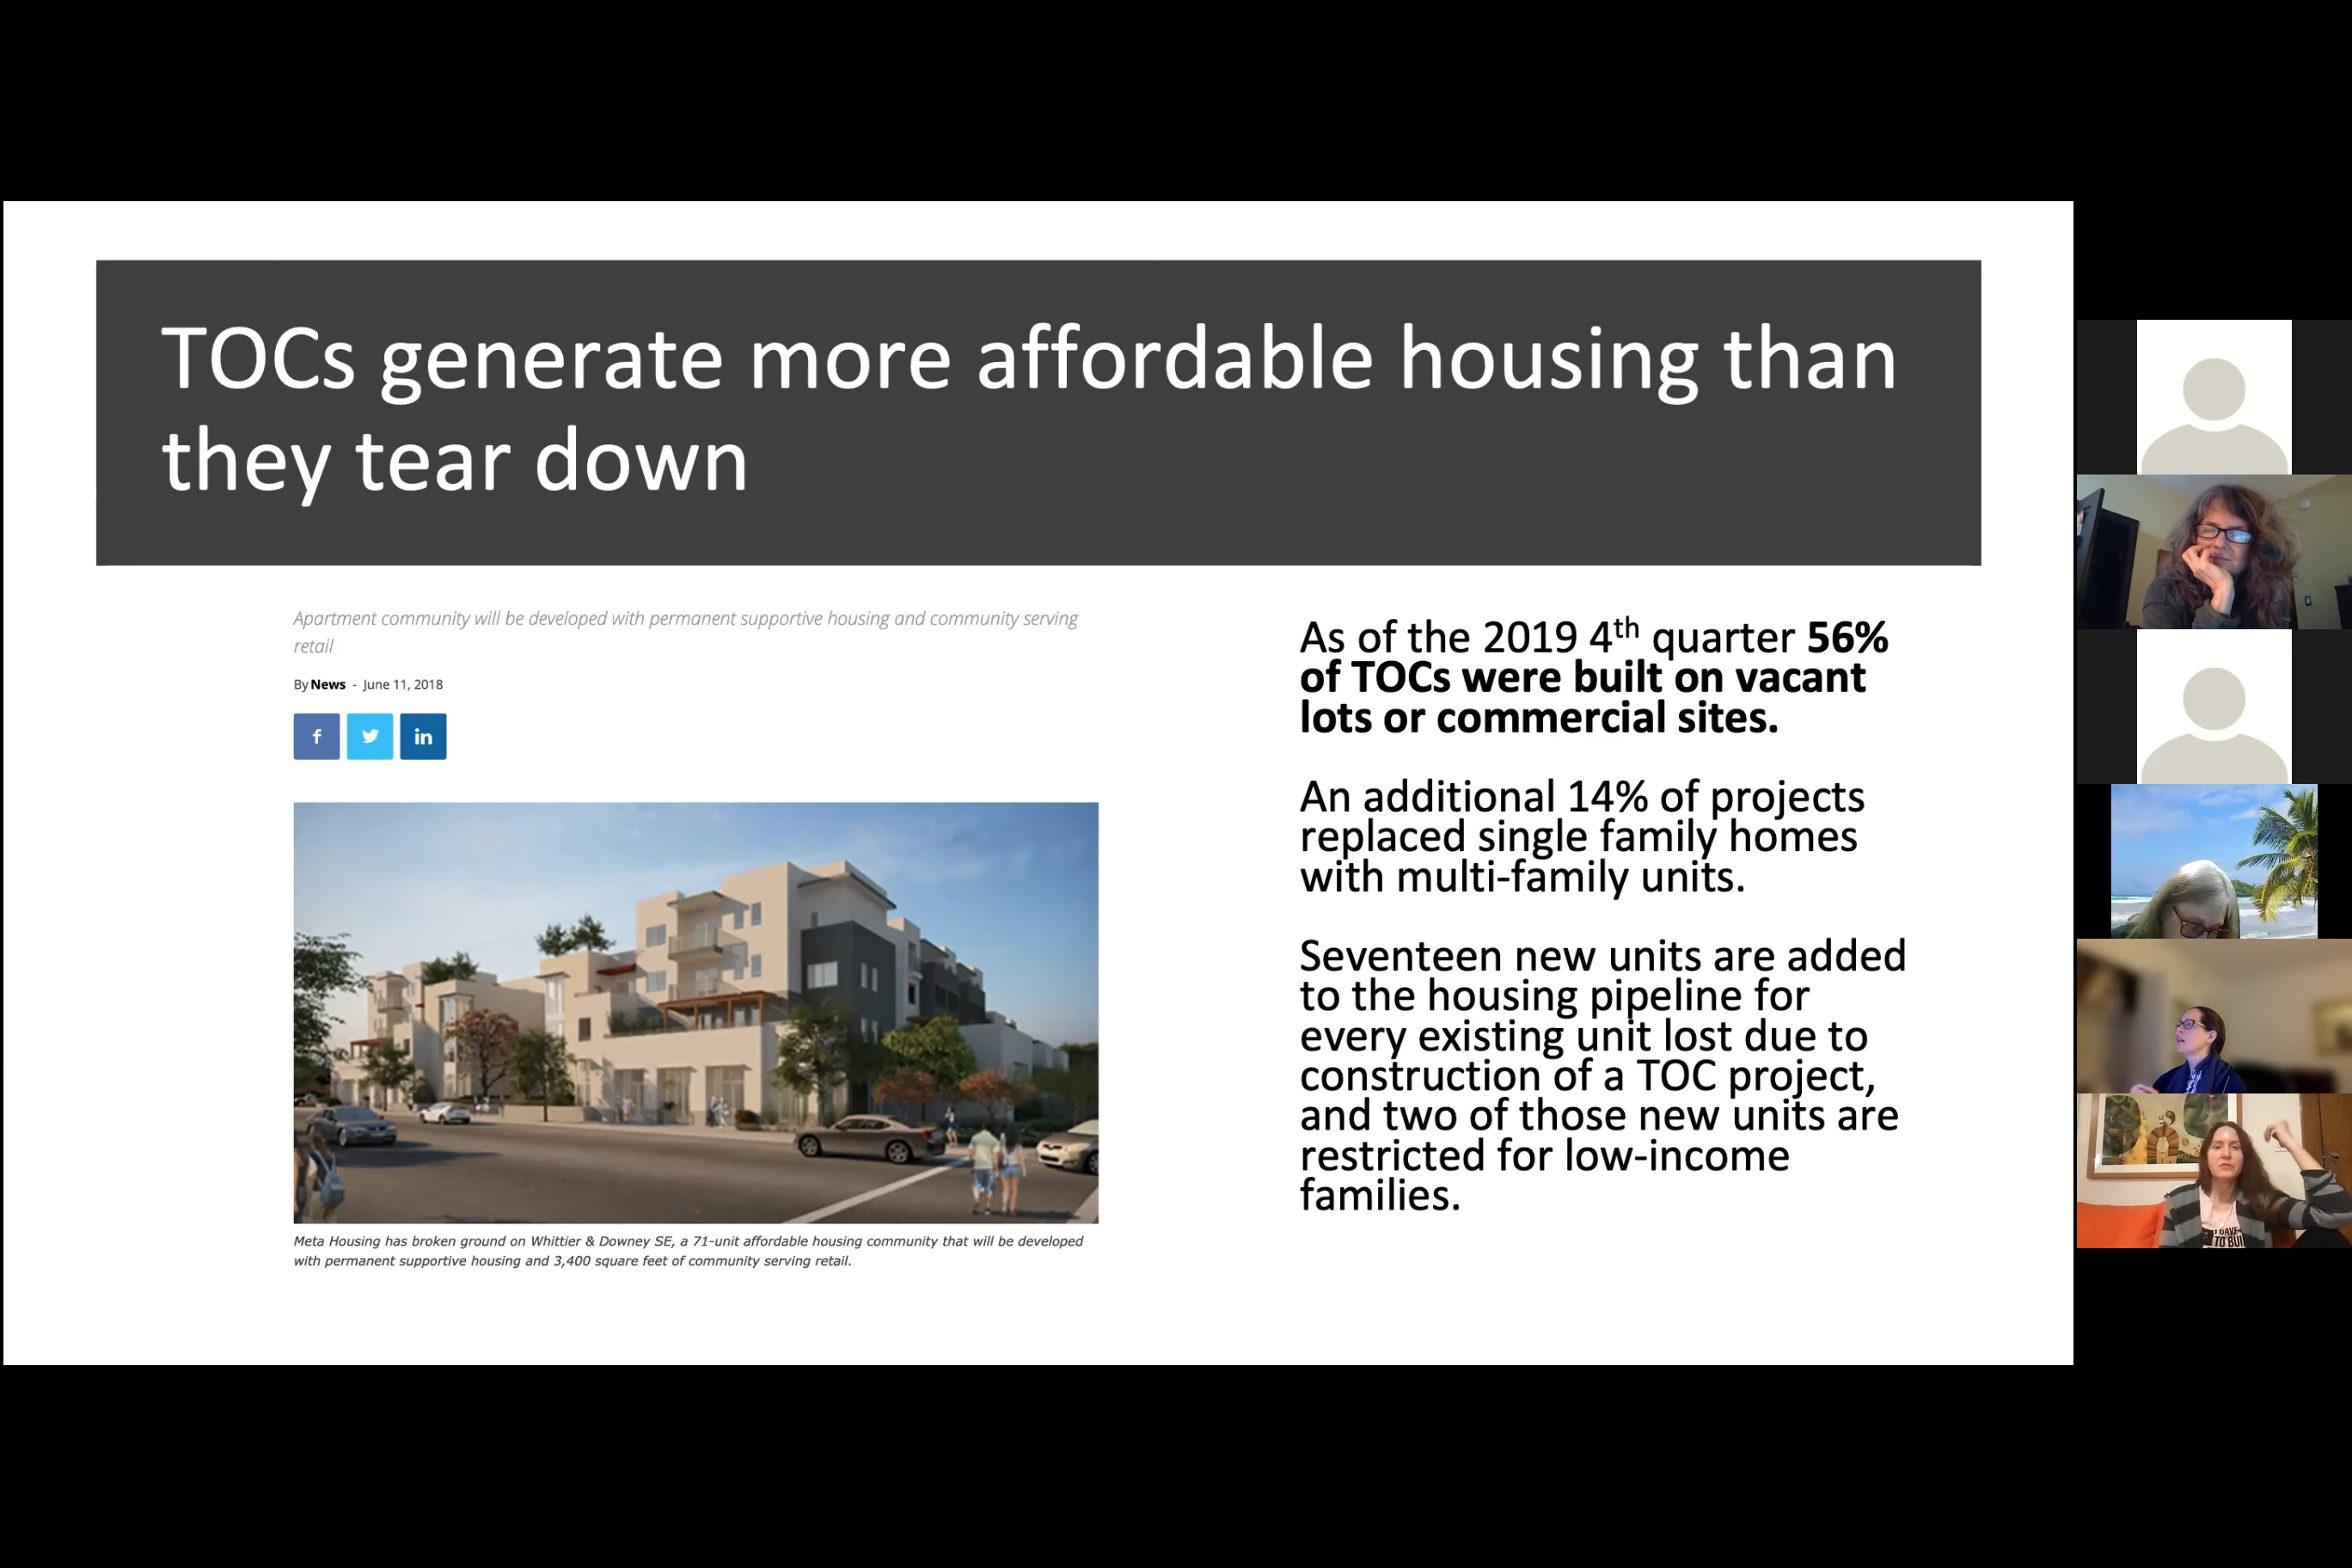 TOCs generate more affordable housing than
they tear down
Apartment community will be developed with permanent supportive housing and community serving
retail
By News - June 11, 2018
f
in
Meta Housing has broken ground on Whittier & Downey SE, a 71-unit affordable housing community that will be developed
with permanent supportive housing and 3,400 square feet of community serving retail.
As of the 2019 4th quarter 56%
of TOCs were built on vacant
lots or commercial sites.
An additional 14% of projects
replaced single family homes
with multi-family units.
Seventeen new units are added
to the housing pipeline for
every existing unit lost due to
construction of a TOC project,
and two of those new units are
restricted for low-income
families.